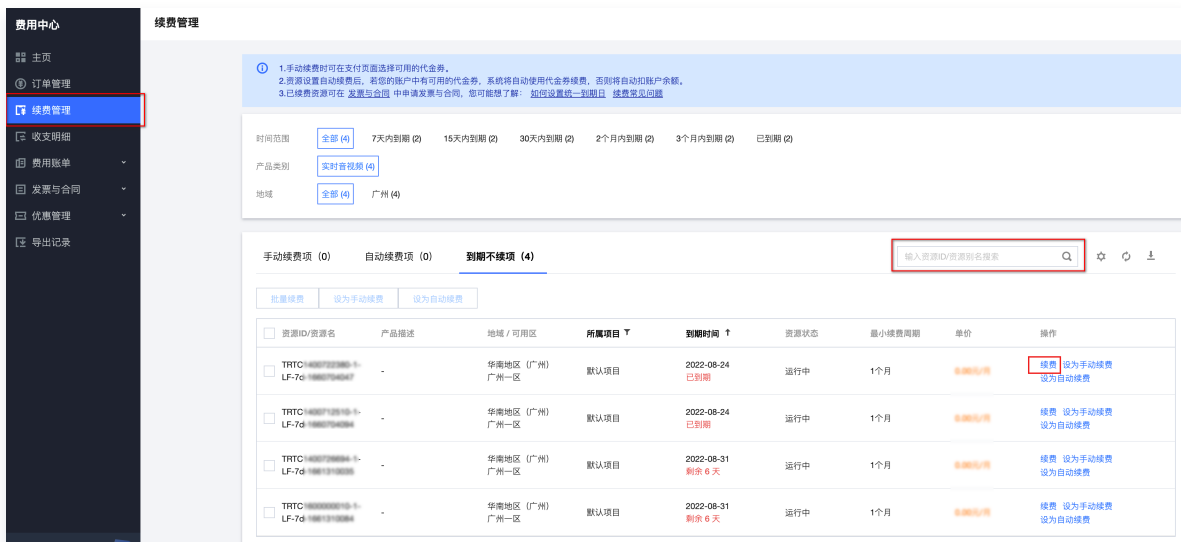 费用中心
续费管理
主页
订单管理
续费管理
收支明细
费用账单
发票与合同
优惠管理
导出记录
1.手动续费时可在支付页面选择可用的代金券。
2.资源设置自动续费后，若您的账户中有可用的代金券，系统将自动使用代金券续费，否则将自动扣账户余额。
3.已续费资源可在 发票与合同 中申请发票与合同，您可能想了解： 如何设置统一到期日 续费常见问题
时间范围 全部 (4) 7天内到期 (2) 15天内到期 (2) 30天内到期 (2) 2个月内到期 (2) 3个月内到期 (2) 已到期 (2)
产品类别 实时音视频 (4)
地域 全部 (4) 广州 (4)
手动续费项（0） 自动续费项（0） 到期不续项（4） 输入资源ID/资源别名搜索
批量续费 设为手动续费 设为自动续费
资源ID/资源名 产品描述 地域 / 可用区 所属项目 到期时间 资源状态 最小续费周期 单价 操作
TRTC - 华南地区（广州） 默认项目 2022-08-24 运行中 1个月 续费 设为手动续费
LF-7d 广州一区 已到期 设为自动续费
TRTC - 华南地区（广州） 默认项目 2022-08-24 运行中 1个月 续费 设为手动续费
LF-7d 广州一区 已到期 设为自动续费
TRTC - 华南地区（广州） 默认项目 2022-08-31 运行中 1个月 续费 设为手动续费
LF-7d 广州一区 剩余 6 天 设为自动续费
TRTC - 华南地区（广州） 默认项目 2022-08-31 运行中 1个月 续费 设为手动续费
LF-7d 广州一区 剩余 6 天 设为自动续费